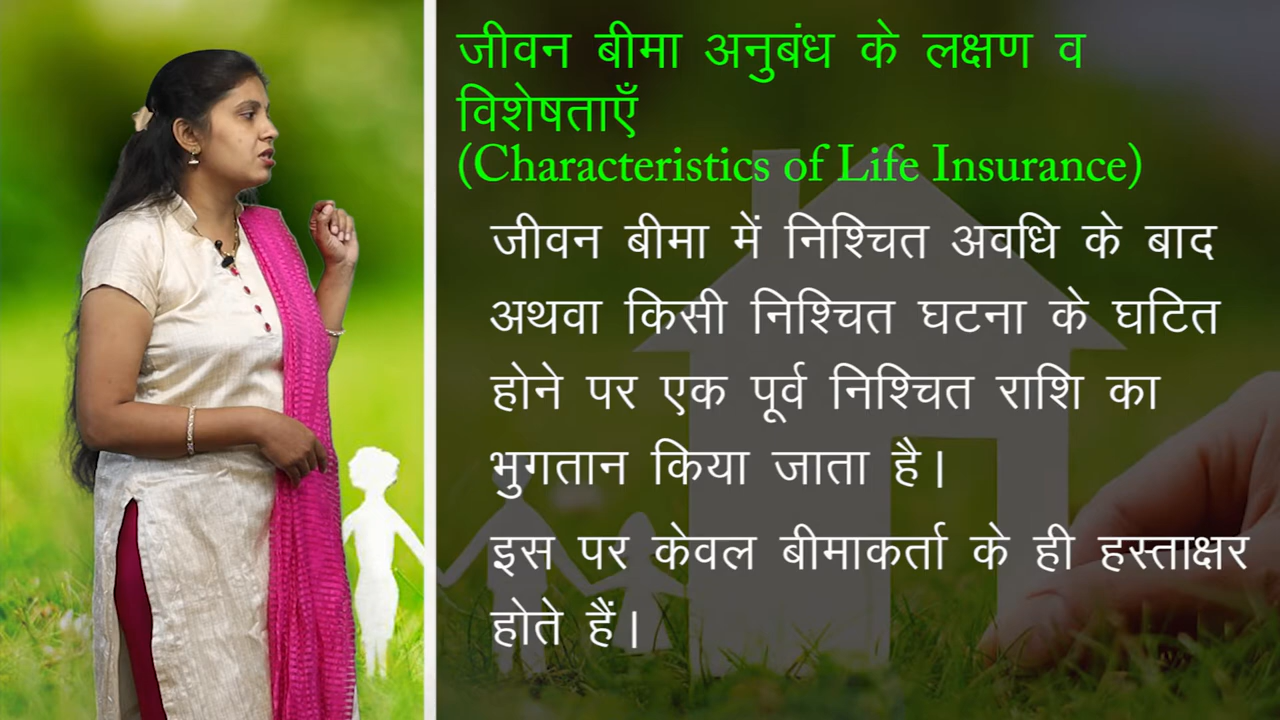 जीवन बीमा अनुबंध के लक्षण व
विशेषताएँ
(Characteristics of Life Insurance)
जीवन बीमा में निश्चित अवधि के बाद
अथवा किसी निश्चित घटना के घटित
होने पर एक पूर्व निश्चित राशि का
भुगतान किया जाता है।
इस पर केवल बीमाकर्ता के ही हस्ताक्षर
होते हैं।